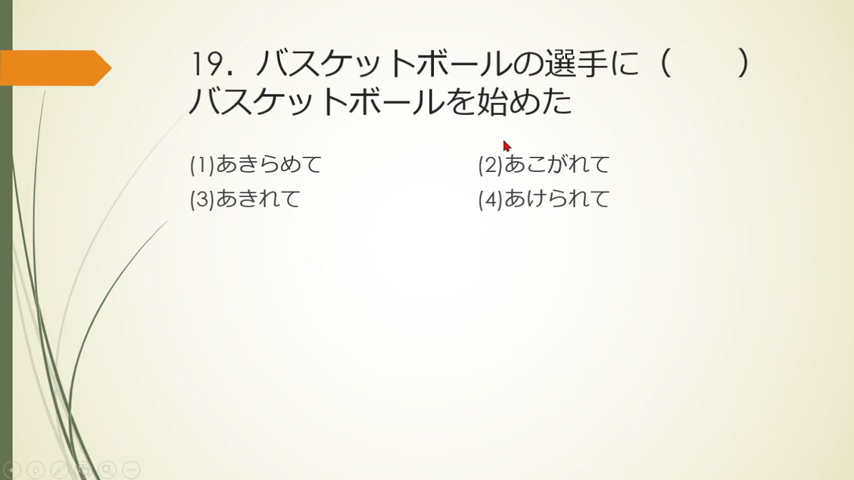 19．バスケットボールの選手に（　　）
バスケットボールを始めた
(1)あきらめて　(2)あこがれて
(3)あきれて　(4)あけられて